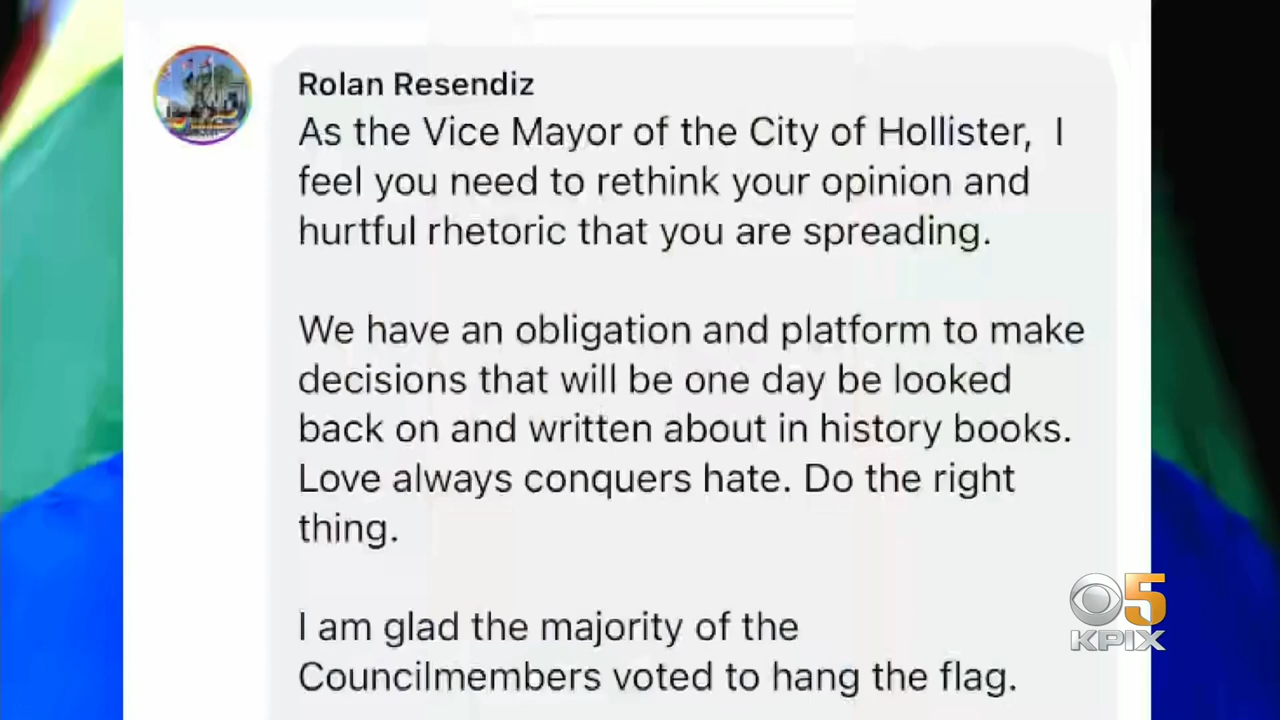 Rolan Resendiz
As the Vice Mayor of the City of Hollister, I
feel you need to rethink your opinion and
hurtful rhetoric that you are spreading.
We have an obligation and platform to make
decisions that will be one day be looked
back on and written about in history books.
Love always conquers hate. Do the right
thing.
I am glad the majority of the
Councilmembers voted to hang the flag.
5
KPIX